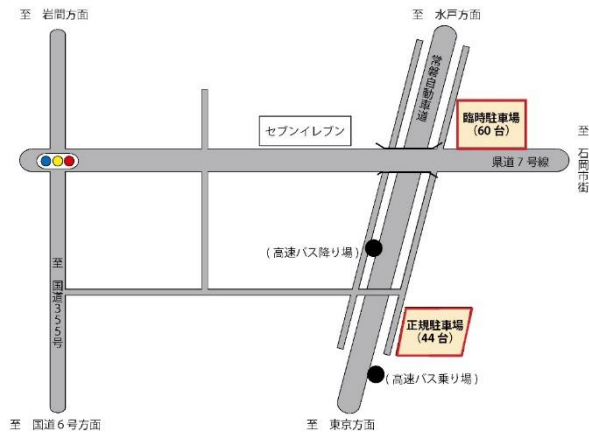 至 岩間方面
至 水戸方面
常磐自動車道
臨時駐車場
(60 台)
セブンイレブン
至 石岡市街
県道７号線
(高速バス降り場)
至 国道355号
正規駐車場
(44 台)
(高速バス乗り場)
至 国道６号方面
至 東京方面